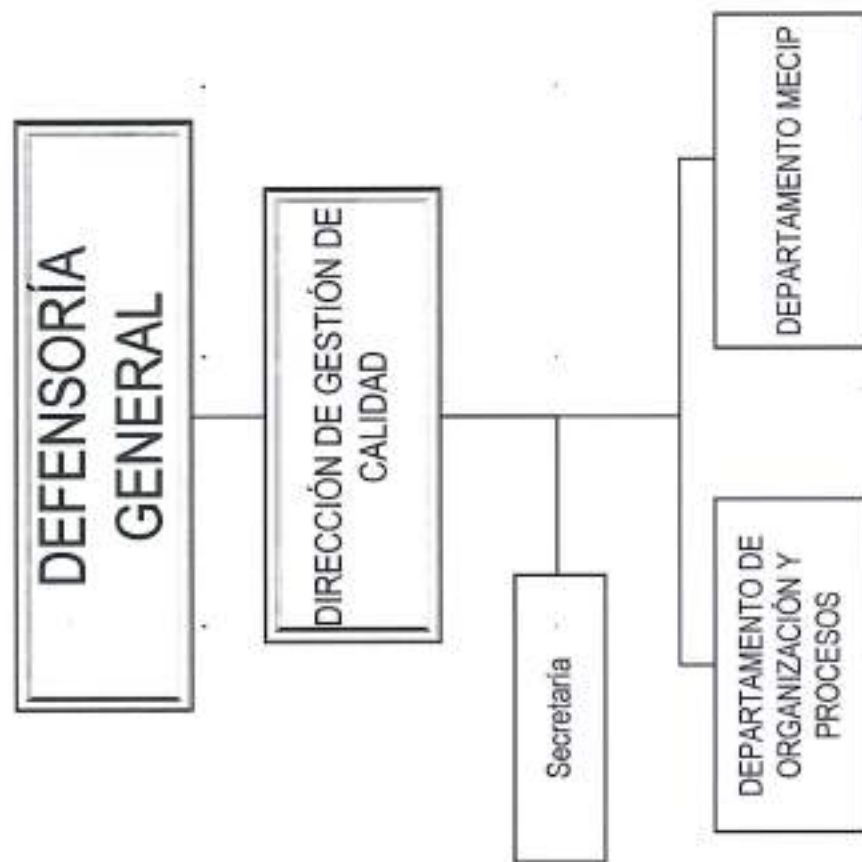 DEFENSORÍA
GENERAL
DIRECCIÓN DE GESTIÓN DE
CALIDAD
Secretaría
DEPARTAMENTO DE
ORGANIZACIÓN Y
PROCESOS
DEPARTAMENTO MECIP